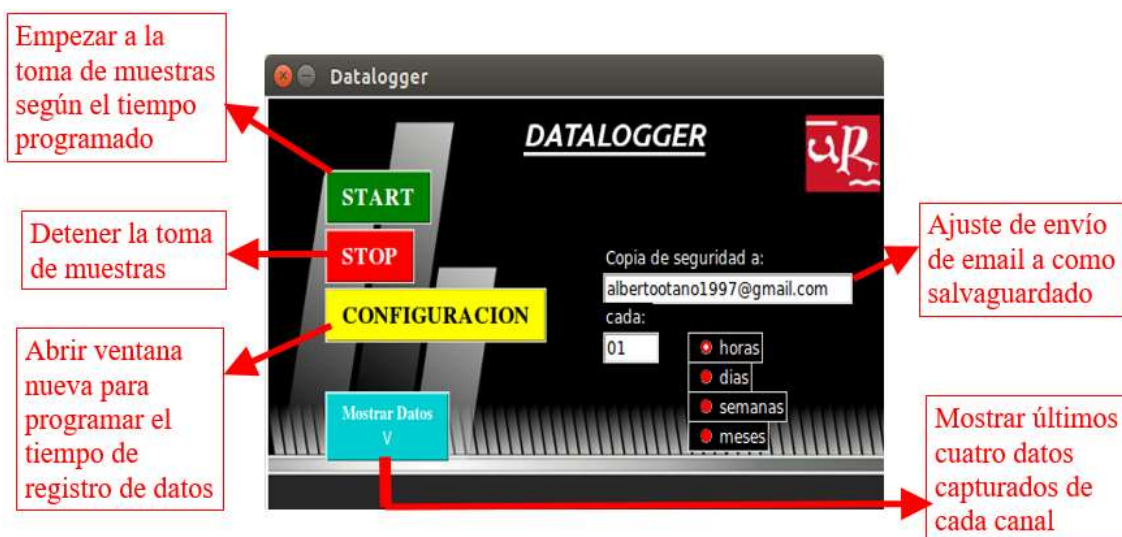 Empezar a la
toma de muestras
según el tiempo
programado
Detener la toma
de muestras
Abrir ventana
nueva para
programar el
tiempo de
registro de datos
Datalogger
DATALOGGER
UR
START
STOP
CONFIGURACION
Mostrar Datos
V
Copia de seguridad a:
albertootano1997@gmail.com
cada:
01
horas
dias
semanas
meses
Ajuste de envío
de email a como
salvaguardado
Mostrar últimos
cuatro datos
capturados de
cada canal